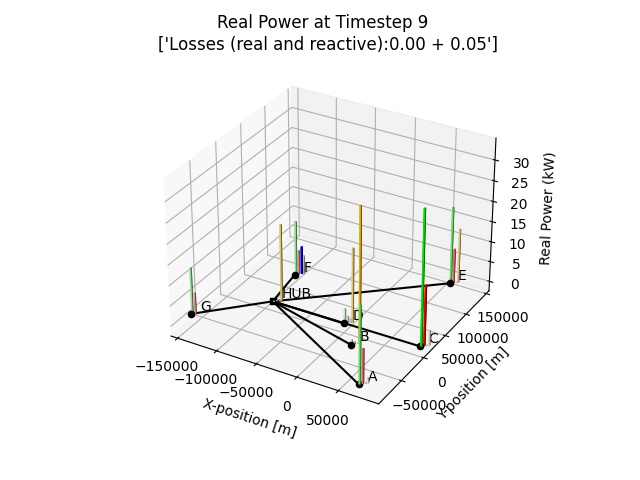 Real Power at Timestep 9
['Losses (real and reactive):0.00 + 0.05']
30
25
20
15
10
5
0
Real Power (kW)
F
E
HUB
G
D
B
C
A
150000
100000
50000
0
−50000
Y-position [m]
−150000
−100000
−50000
0
50000
X-position [m]